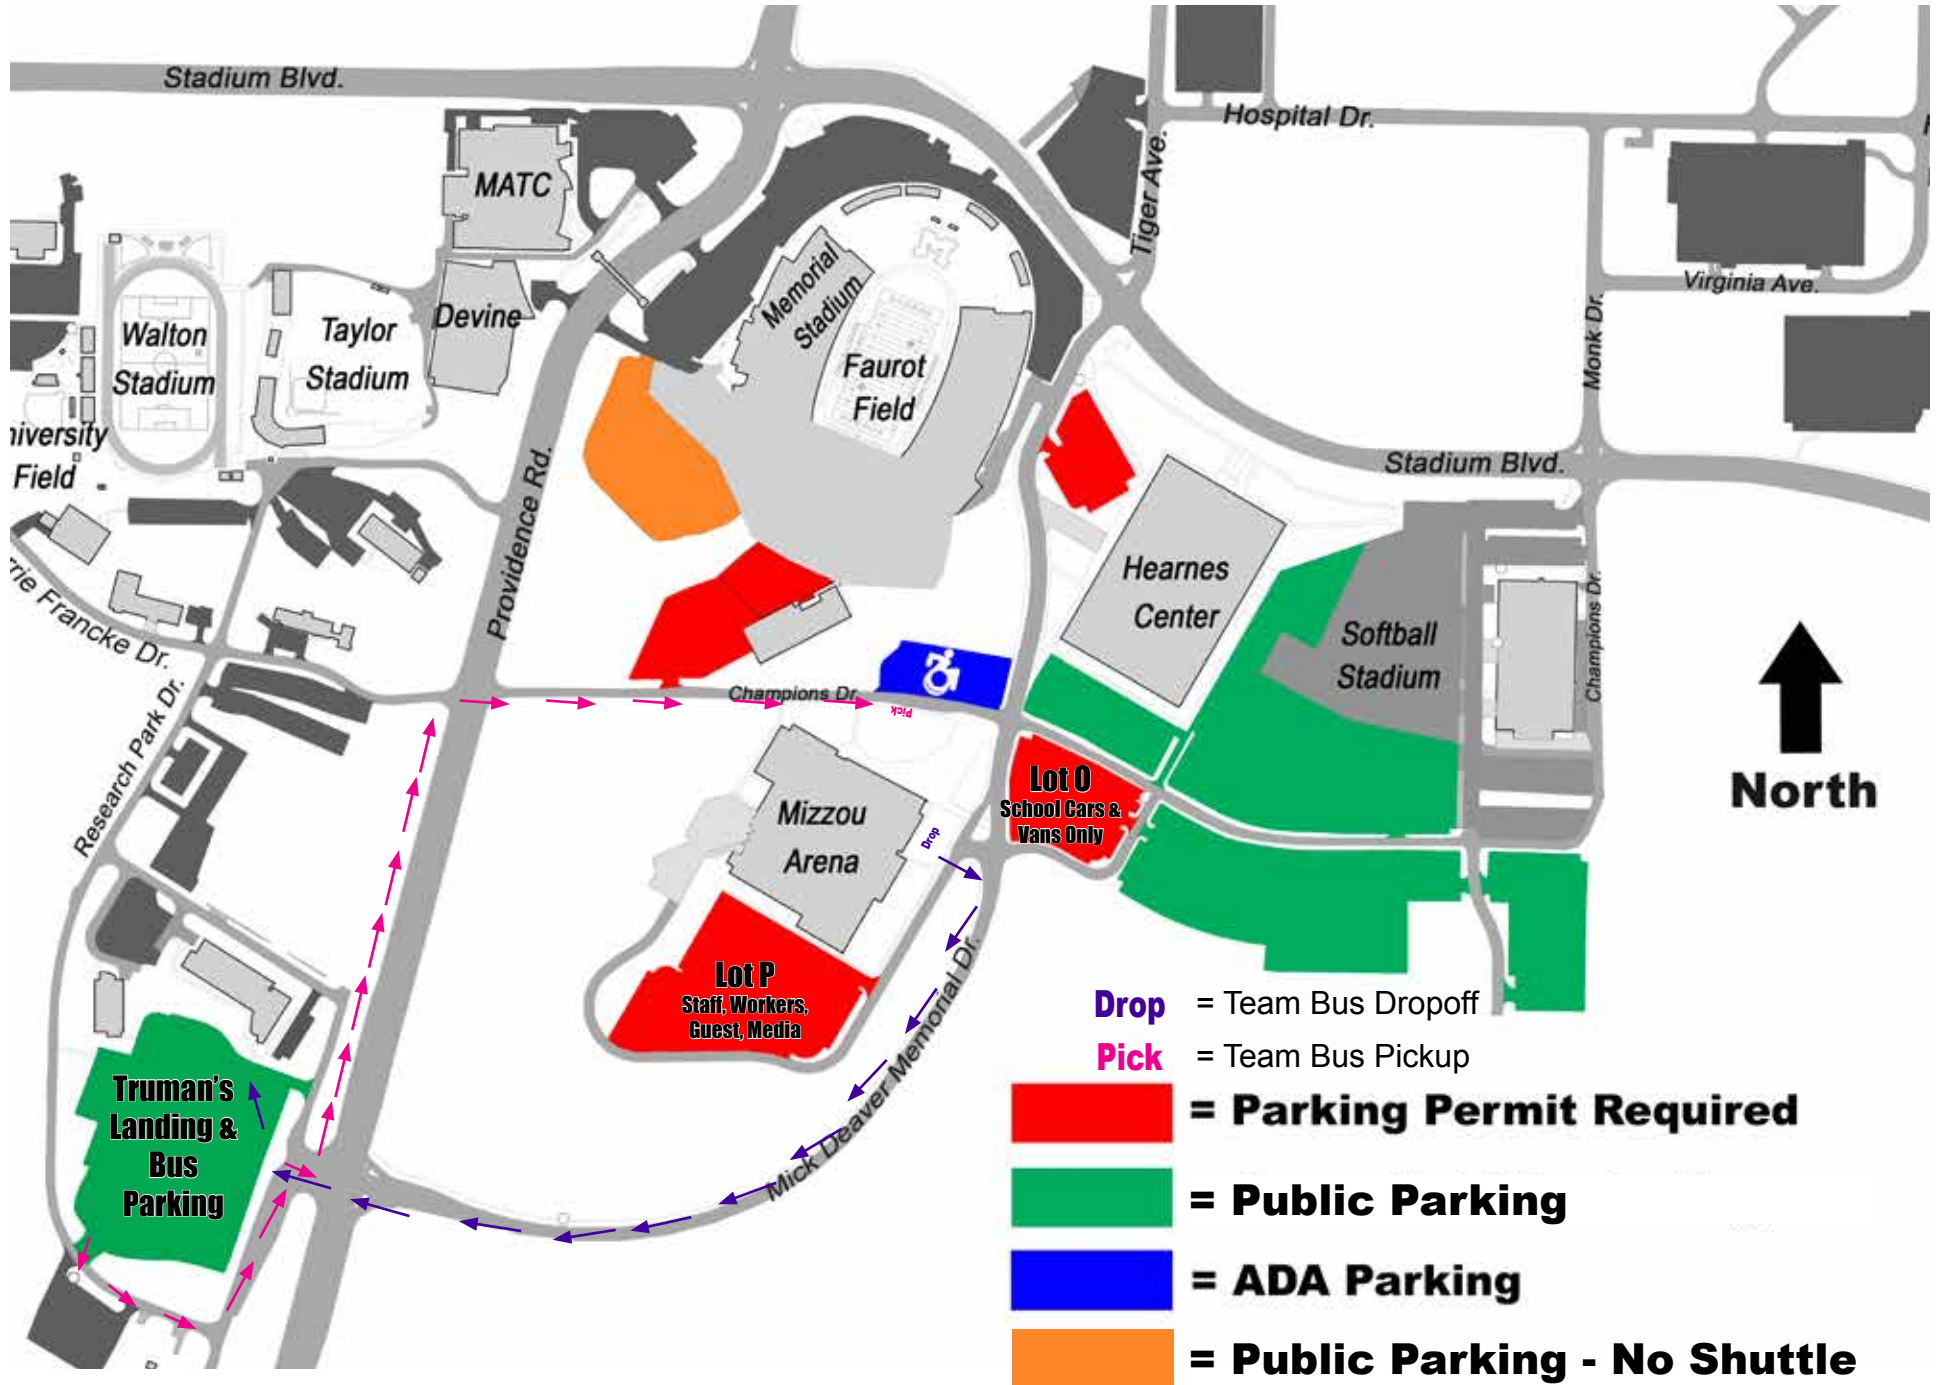 Stadium Blvd.
Hospital Dr.
Tiger Ave.
MATC
Virginia Ave.
Monk Dr.
Memorial
Stadium
M
Walton
Stadium
Taylor
Stadium
Devine
Faurot
Field
Field
Providence Rd.
Stadium Blvd.
Hearnes
Center
Francke Dr.
Softball
Stadium
Champions Dr.
Research Park Dr.
Champions Dr.
Pick
North
Lot O
School Cars &
Vans Only
Mizzou
Arena
Drop
Lot P
Staff, Workers,
Guest, Media
Mick Deaver Memorial Dr.
Truman's
Landing &
Bus
Parking
Drop = Team Bus Dropoff
Pick = Team Bus Pickup
= Parking Permit Required
= Public Parking
= ADA Parking
= Public Parking - No Shuttle